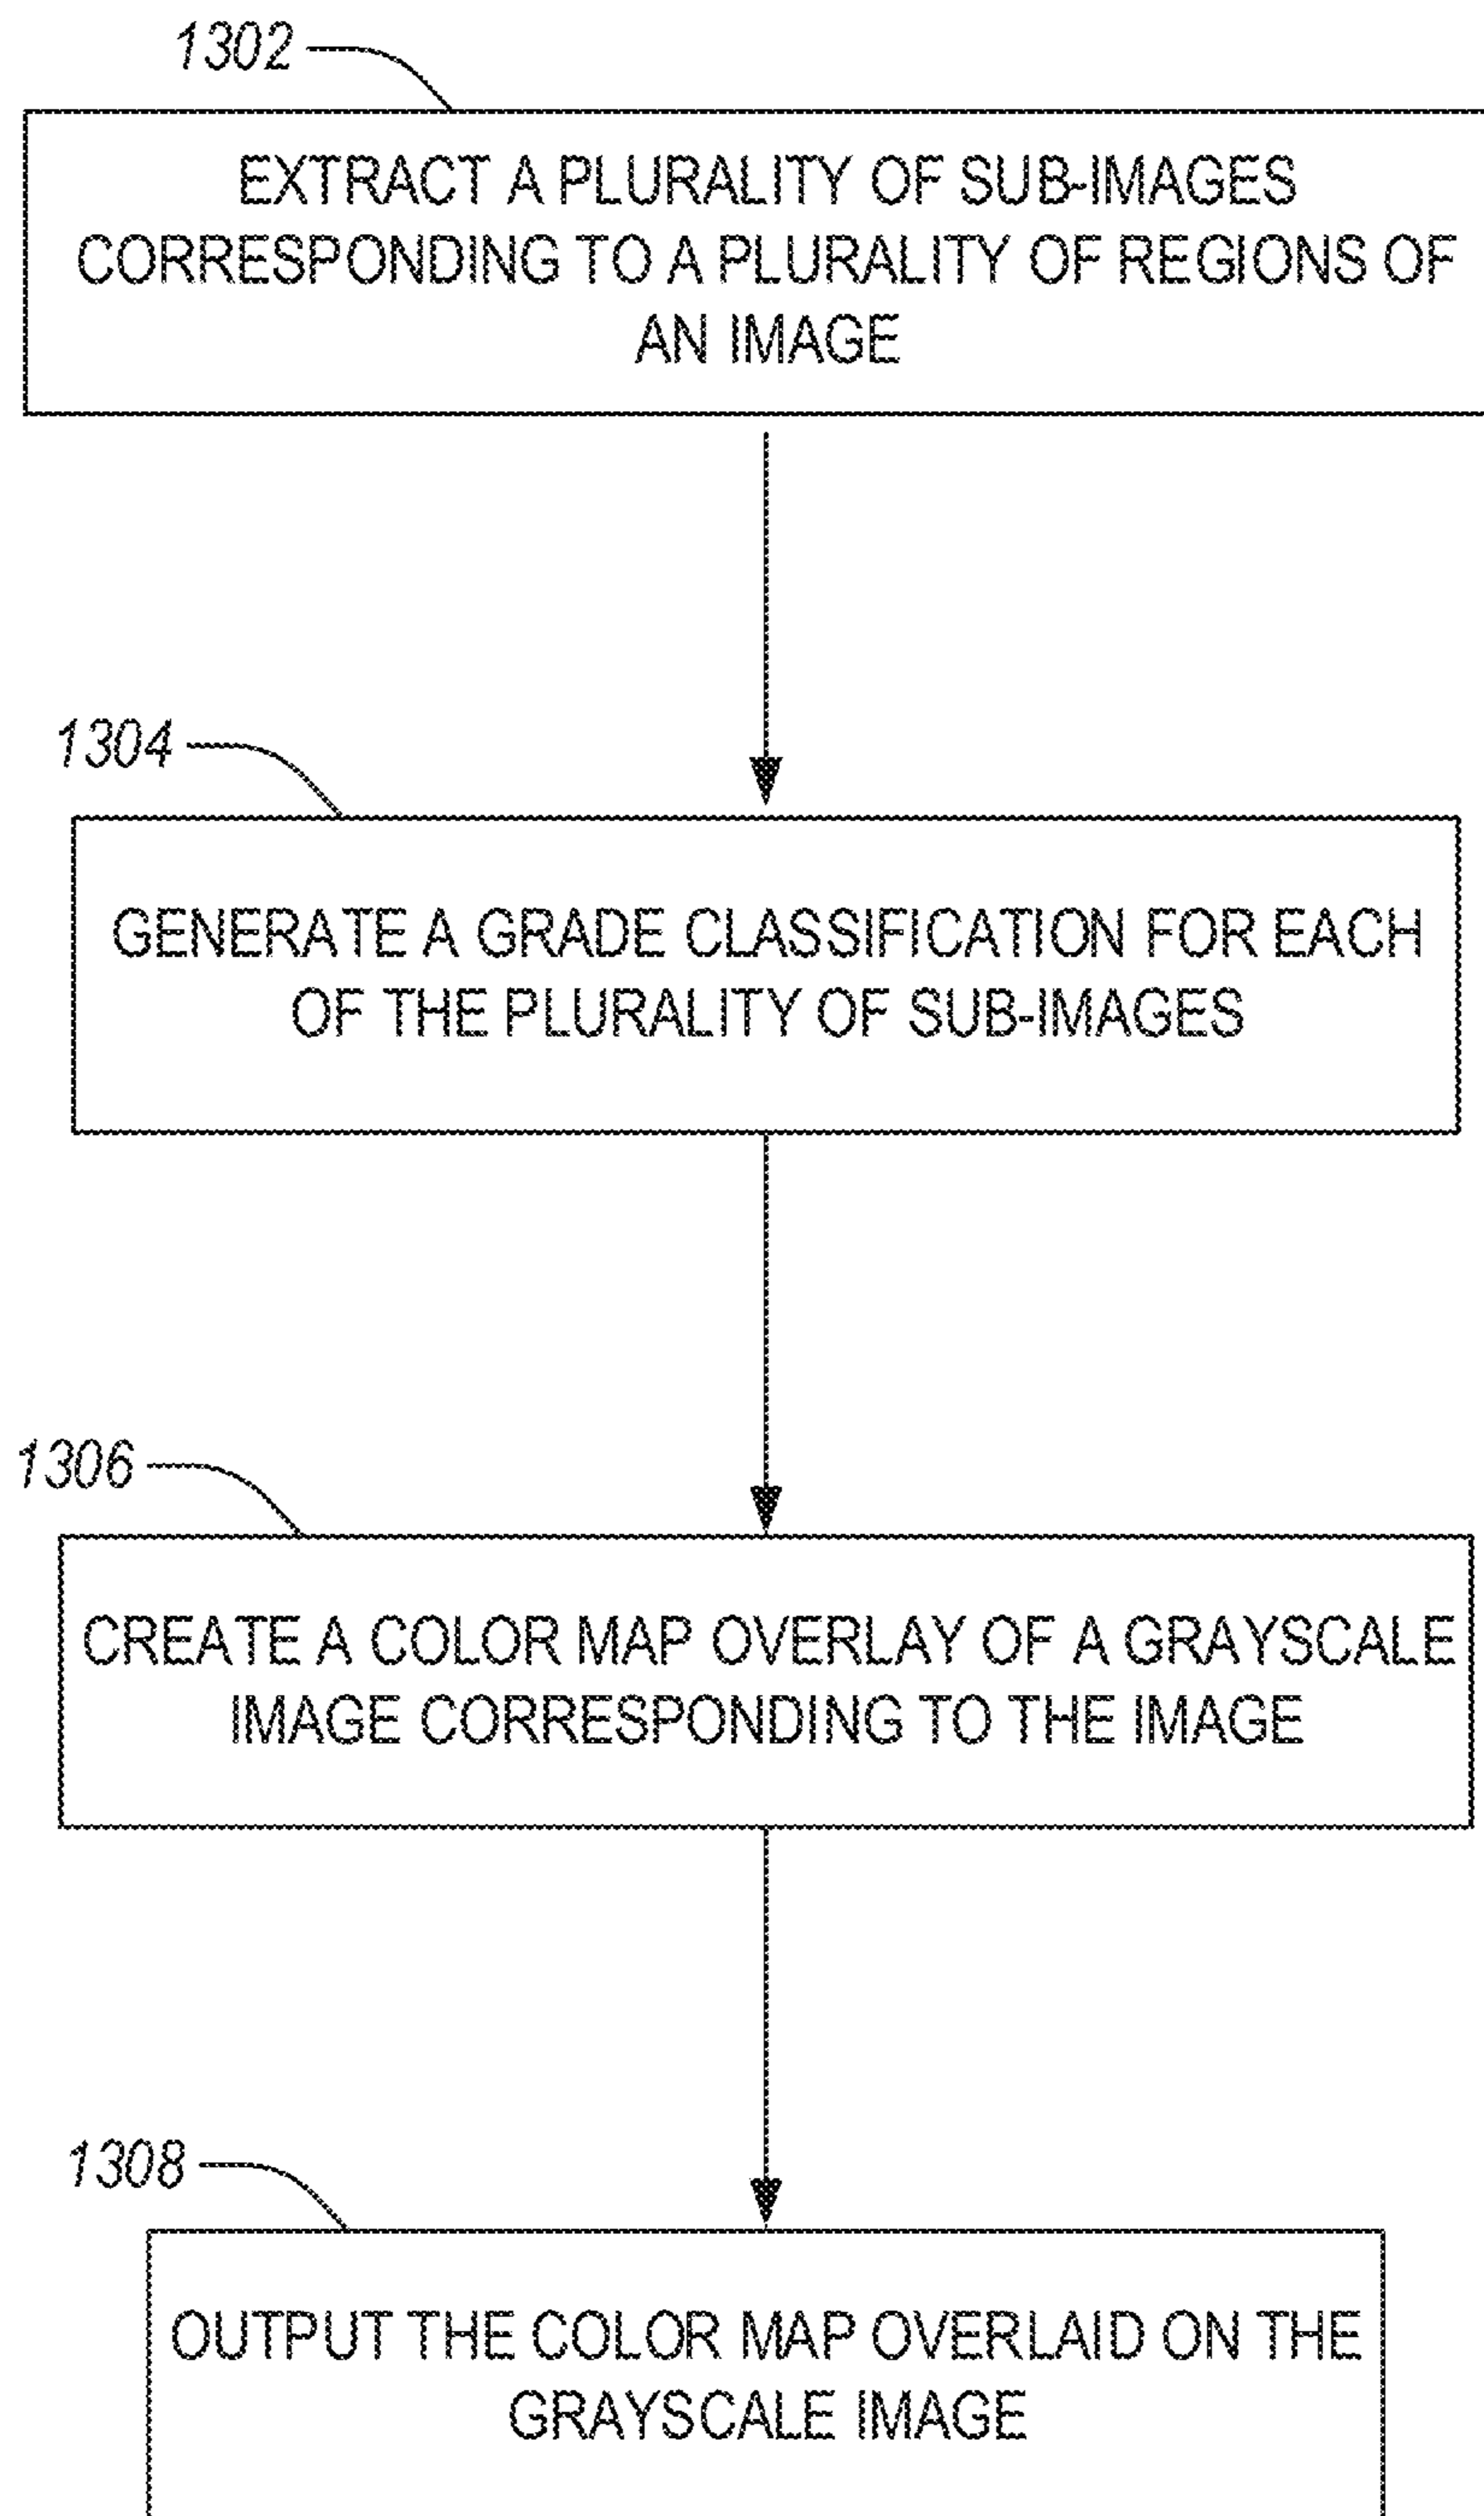 1302
EXTRACT A PLURALITY OF SUB-IMAGES
CORRESPONDING TO A PLURALITY OF REGIONS OF
AN IMAGE
1304
GENERATE A GRADE CLASSIFICATION FOR EACH
OF THE PLURALITY OF SUB-IMAGES
1306
CREATE A COLOR MAP OVERLAY OF A GRAYSCALE
IMAGE CORRESPONDING TO THE IMAGE
1308
OUTPUT THE COLOR MAP OVERLAID ON THE
GRAYSCALE IMAGE